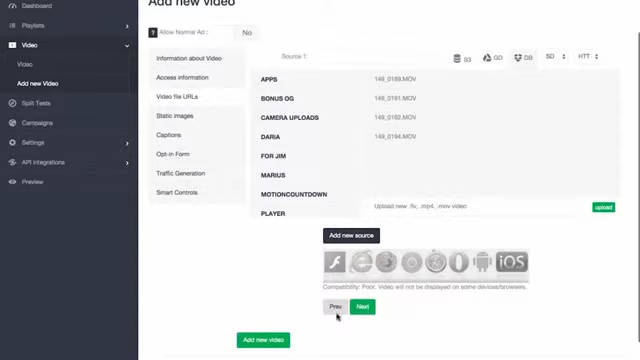 Dashboard
Add new video
Playlists
Allow Normal Ad :
No
Video
Video
Add new Video
Split Tests
Campaigns
Settings
API integrations
Preview
Information about Video
Access information
Video file URLs
Static images
Captions
Opt-in Form
Traffic Generation
Smart Controls
Source 1:
S3
GD
DB
SD
HTT
APPS
149_0189.MOV
BONUS OG
149_0191.MOV
CAMERA UPLOADS
149_0192.MOV
DARIA
149_0194.MOV
FOR JIM
MARIUS
MOTIONCOUNTDOWN
PLAYER
Upload new .flv, .mp4, .mov video
upload
Add new source
iOS
Compatibility: Poor. Video will not be displayed on some devices/browsers.
Prev
Next
Add new video